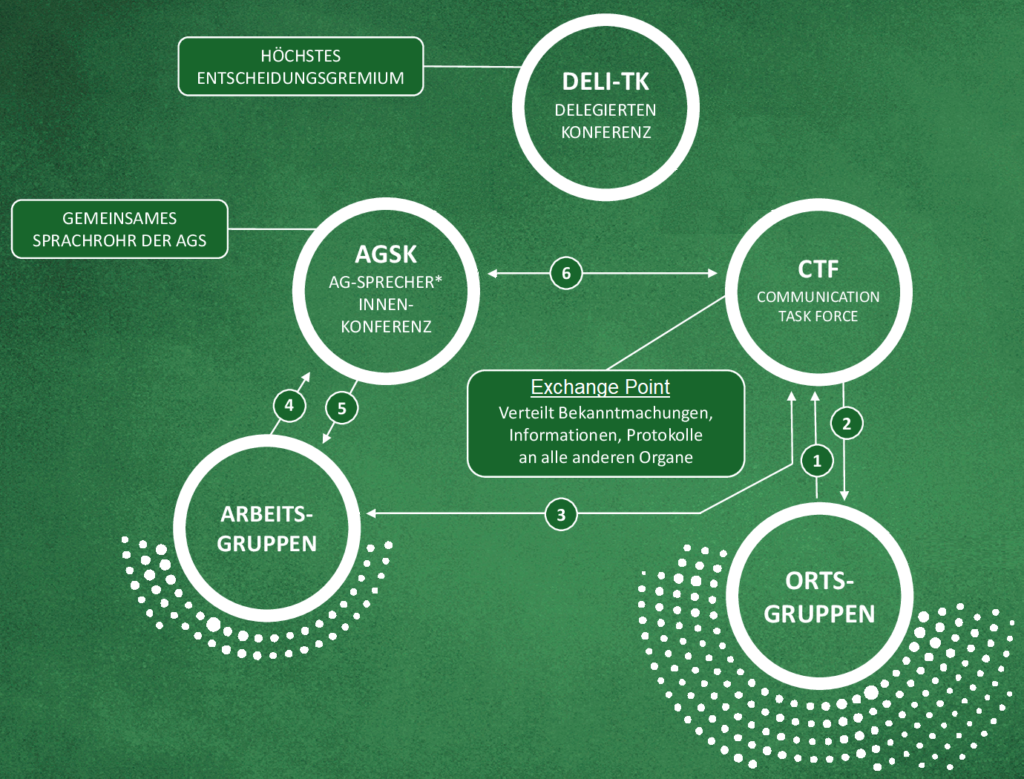 HÖCHSTES
ENTSCHEIDUNGSGREMIUM
DELI-TK
DELEGIERTEN
KONFERENZ
GEMEINSAMES
SPRACHROHR DER AGS
AGSK
AG-SPRECHER*
INNEN-
KONFERENZ
6
CTF
COMMUNICATION
TASK FORCE
Exchange Point
Verteilt Bekanntmachungen,
Informationen, Protokolle
an alle anderen Organe
4
5
2
1
3
ARBEITS-
GRUPPEN
ORTS-
GRUPPEN